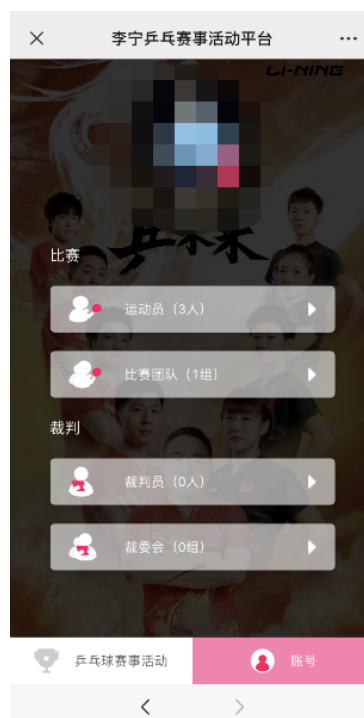 李宁乒乓赛事活动平台
LI-NING
乒乓
比赛
运动员（3人）
比赛团队（1组）
裁判
裁判员（0人）
裁委会（0组）
乒乓球赛事活动
账号